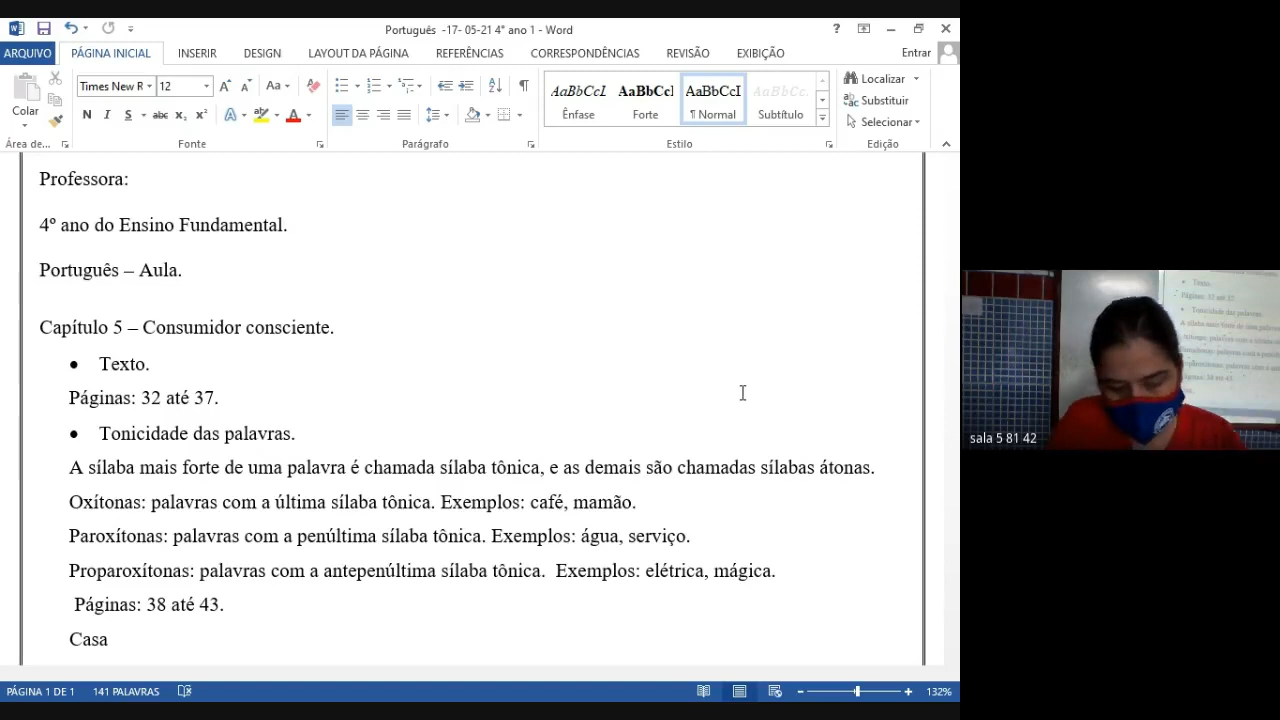 Português -17- 05-21 4° ano 1 - Word
ARQUIVO PÁGINA INICIAL INSERIR DESIGN LAYOUT DA PÁGINA REFERÊNCIAS CORRESPONDÊNCIAS REVISÃO EXIBIÇÃO Entrar
Colar
Times New R 12
N I S abc x₁ x²
AaBbCcI AaBbCcl AaBbCcI AaBbCc.
Ênfase Forte ¶ Normal Subtítulo
Localizar
Substituir
Selecionar
Área de... Fonte Parágrafo Estilo Edição
Professora:
4º ano do Ensino Fundamental.
Português – Aula.
Capítulo 5 – Consumidor consciente.
• Texto.
Páginas: 32 até 37.
• Tonicidade das palavras.
A sílaba mais forte de uma palavra é chamada sílaba tônica, e as demais são chamadas sílabas átonas.
Oxítonas: palavras com a última sílaba tônica. Exemplos: café, mamão.
Paroxítonas: palavras com a penúltima sílaba tônica. Exemplos: água, serviço.
Proparoxítonas: palavras com a antepenúltima sílaba tônica.  Exemplos: elétrica, mágica.
Páginas: 38 até 43.
Casa
PÁGINA 1 DE 1 141 PALAVRAS 132%
sala 5 81 42